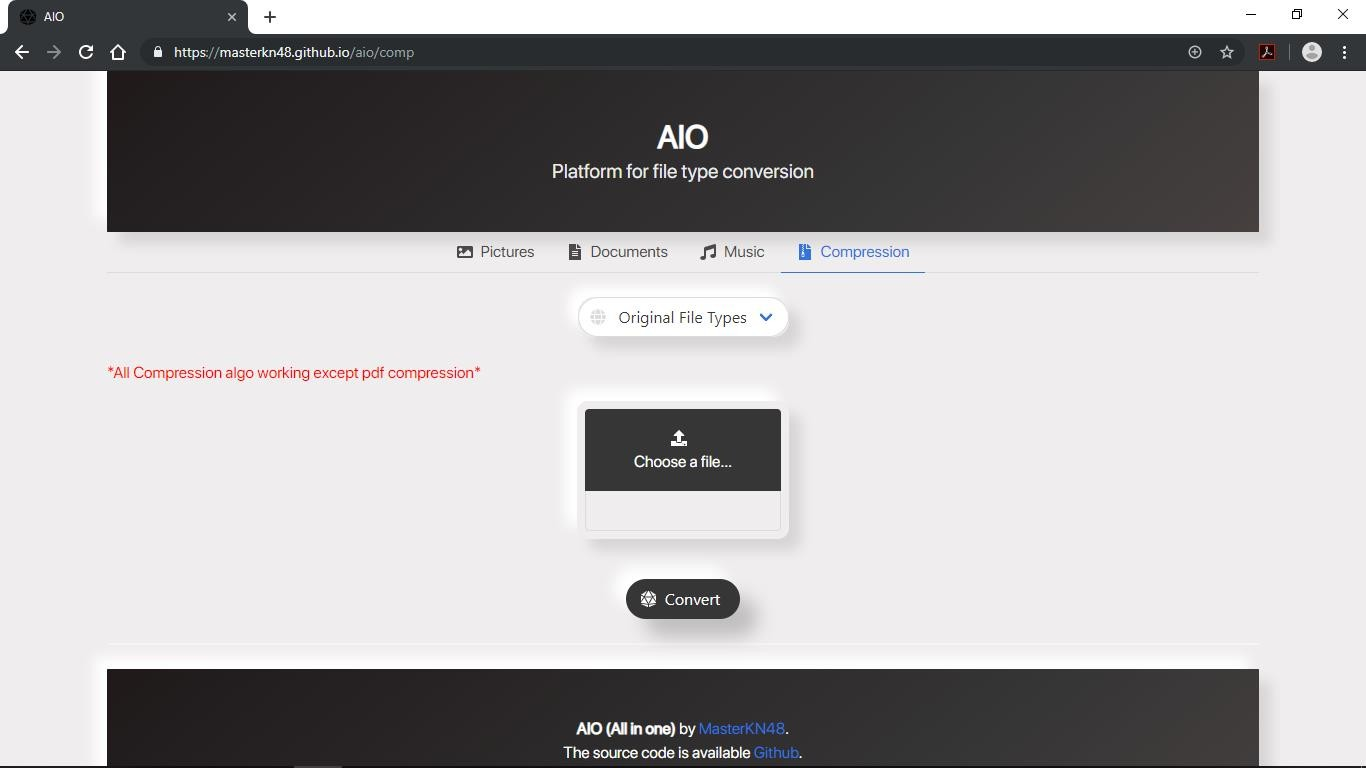 AIO
https://masterkn48.github.io/aio/comp
AIO
Platform for file type conversion
Pictures Documents Music Compression
Original File Types
*All Compression algo working except pdf compression*
Choose a file...
Convert
AIO (All in one) by MasterKN48.
The source code is available Github.